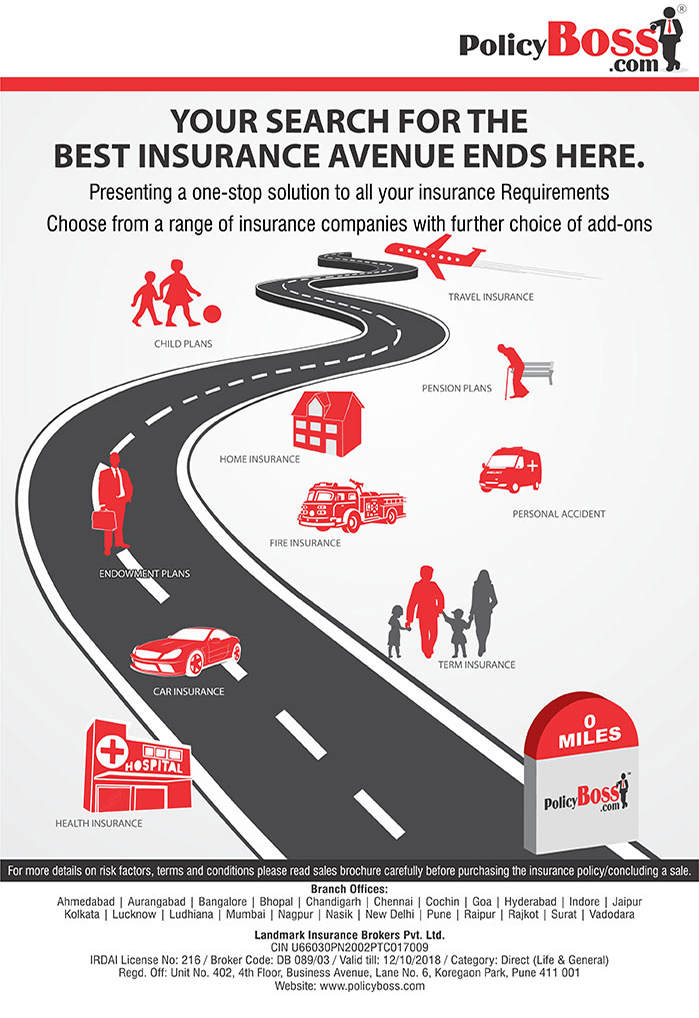 PolicyBoss
.com
®
YOUR SEARCH FOR THE
BEST INSURANCE AVENUE ENDS HERE.
Presenting a one-stop solution to all your insurance Requirements
Choose from a range of insurance companies with further choice of add-ons
TRAVEL INSURANCE
CHILD PLANS
PENSION PLANS
HOME INSURANCE
PERSONAL ACCIDENT
FIRE INSURANCE
ENDOWMENT PLANS
TERM INSURANCE
CAR INSURANCE
0
MILES
HOSPITAL
PolicyBoss
.com
HEALTH INSURANCE
For more details on risk factors, terms and conditions please read sales brochure carefully before purchasing the insurance policy/concluding a sale.
Branch Offices:
Ahmedabad | Aurangabad | Bangalore | Bhopal | Chandigarh | Chennai | Cochin | Goa | Hyderabad | Indore | Jaipur
Kolkata | Lucknow | Ludhiana | Mumbai | Nagpur | Nasik | New Delhi | Pune | Raipur | Rajkot | Surat | Vadodara
Landmark Insurance Brokers Pvt. Ltd.
CIN U66030PN2002PTC017009
IRDAI License No: 216 / Broker Code: DB 089/03 / Valid till: 12/10/2018 / Category: Direct (Life & General)
Regd. Off: Unit No. 402, 4th Floor, Business Avenue, Lane No. 6, Koregaon Park, Pune 411 001
Website: www.policyboss.com